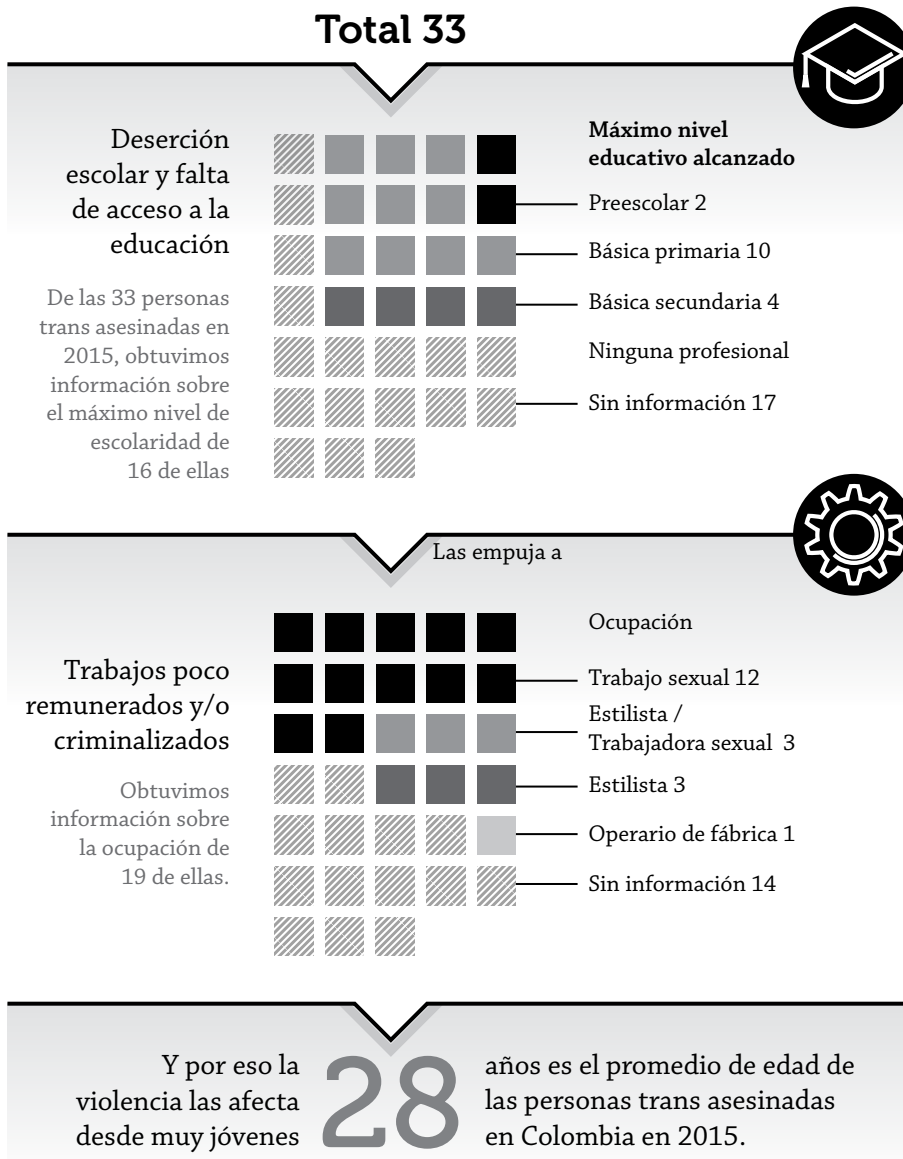 Total 33
Deserción
escolar y falta
de acceso a la
educación
De las 33 personas
trans asesinadas en
2015, obtuvimos
información sobre
el máximo nivel de
escolaridad de
16 de ellas
Máximo nivel
educativo alcanzado
Preescolar 2
Básica primaria 10
Básica secundaria 4
Ninguna profesional
Sin información 17
Las empuja a
Trabajos poco
remunerados y/o
criminalizados
Obtuvimos
información sobre
la ocupación de
19 de ellas.
Ocupación
Trabajo sexual 12
Estilista /
Trabajadora sexual 3
Estilista 3
Operario de fábrica 1
Sin información 14
Y por eso la
violencia las afecta
desde muy jóvenes
28
años es el promedio de edad de
las personas trans asesinadas
en Colombia en 2015.